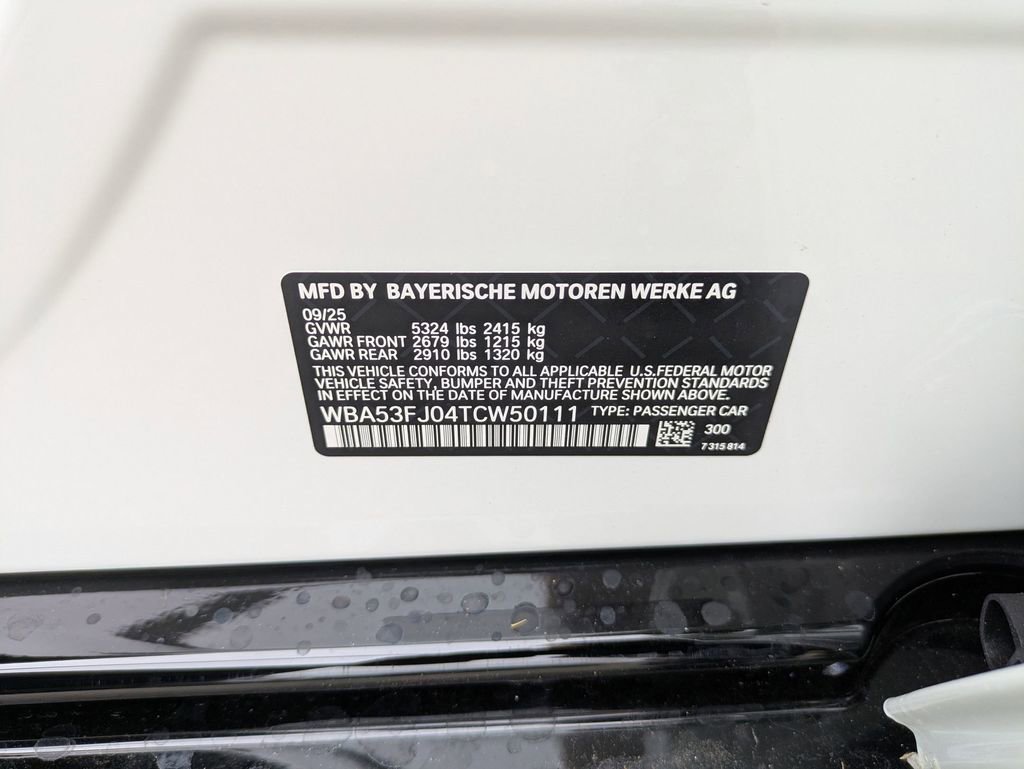 MFD BY BAYERISCHE MOTOREN WERKE AG
09/25
GVWR 5324 lbs 2415 kg
GAWR FRONT 2679 lbs 1215 kg
GAWR REAR 2910 lbs 1320 kg
THIS VEHICLE CONFORMS TO ALL APPLICABLE U.S.FEDERAL MOTOR
VEHICLE SAFETY, BUMPER AND THEFT PREVENTION STANDARDS
IN EFFECT ON THE DATE OF MANUFACTURE SHOWN ABOVE.
WBA53FJ04TCW50111 TYPE: PASSENGER CAR
300
7 315 814